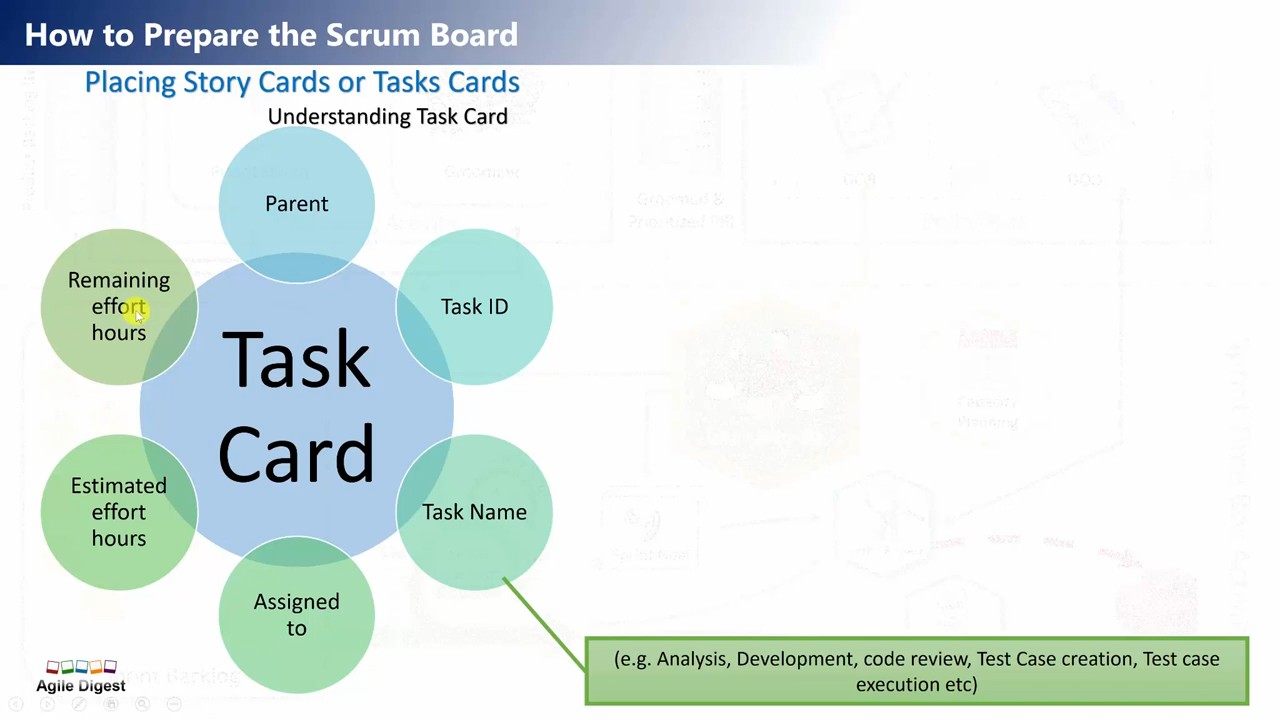 How to Prepare the Scrum Board
Placing Story Cards or Tasks Cards
Understanding Task Card
Parent
Remaining
effort
hours
Task ID
Task
Card
Estimated
effort
hours
Task Name
Assigned
to
(e.g. Analysis, Development, code review, Test Case creation, Test case
execution etc)
Agile Digest